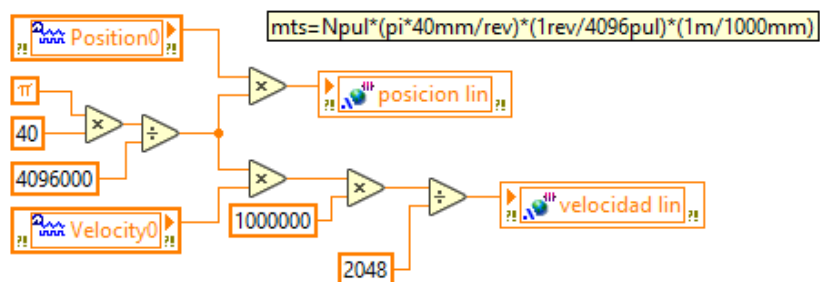 mts=Npul*(pi*40mm/rev)*(1rev/4096pul)*(1m/1000mm)
Position0
π
posicion lin
40
4096000
velocidad lin
Velocity0
1000000
2048